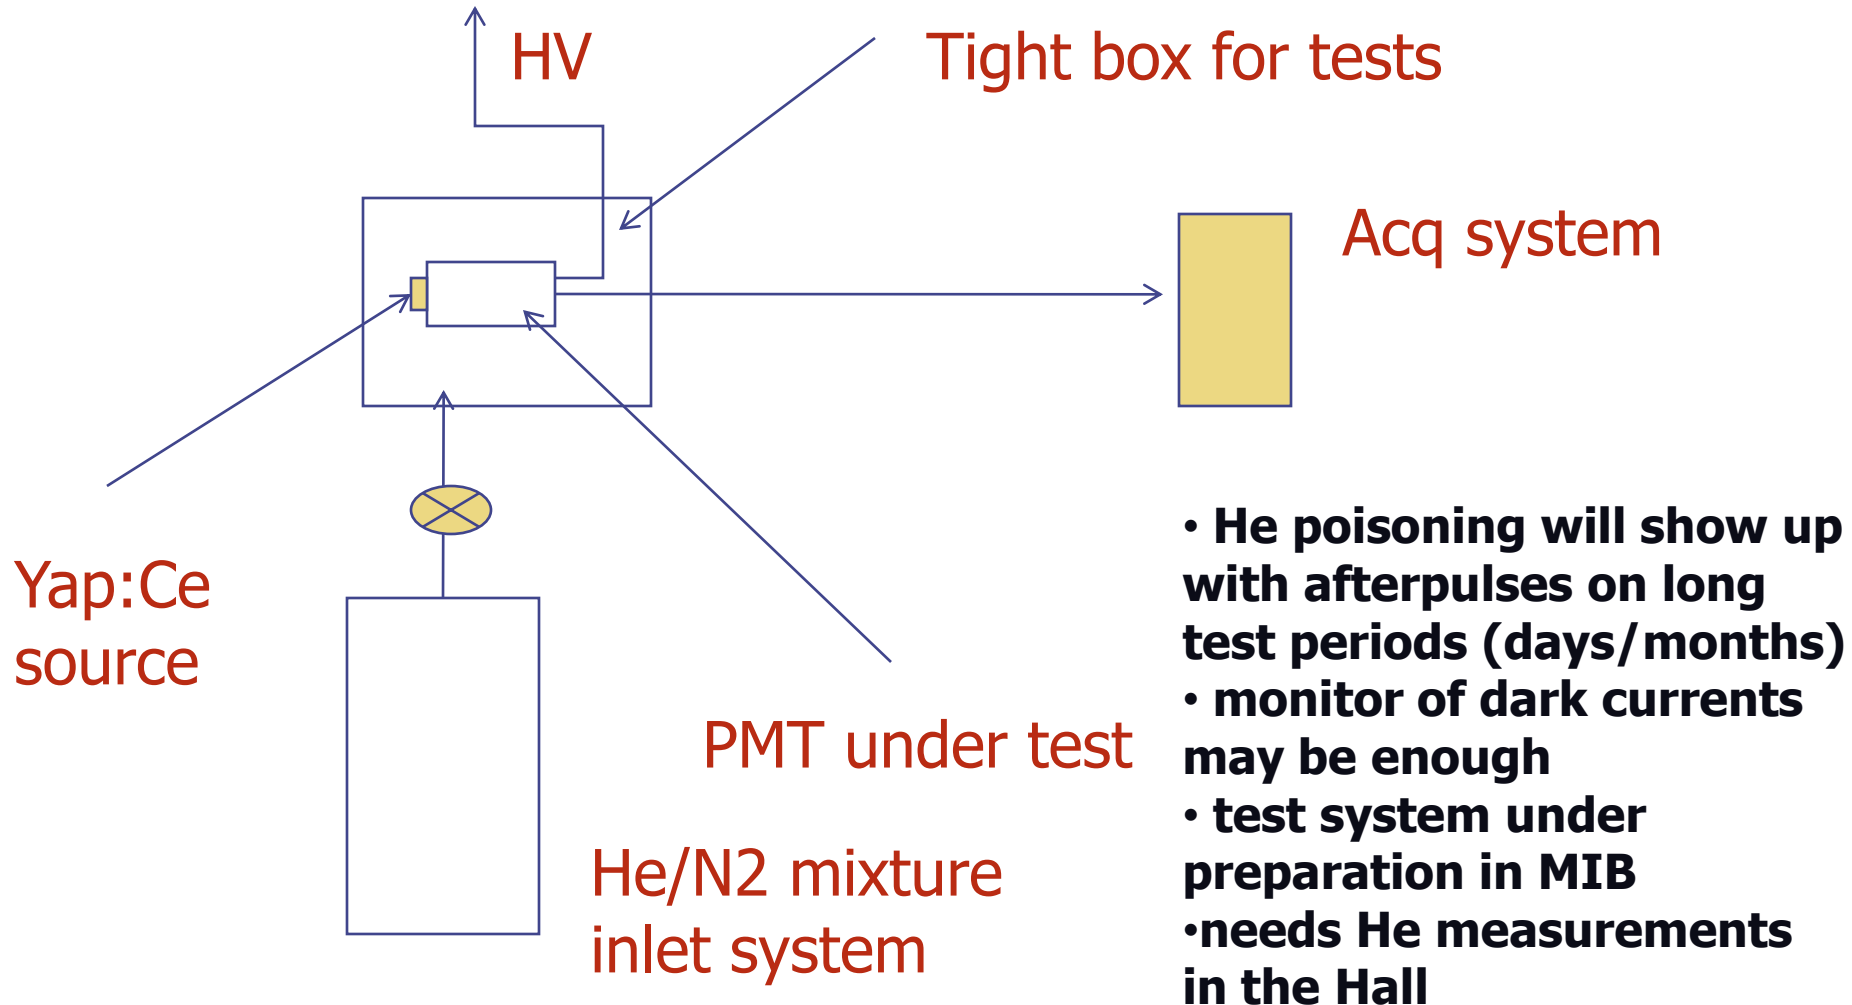 HV
Tight box for tests
Acq system
Yap:Ce
source
PMT under test
He/N2 mixture
inlet system
• He poisoning will show up
with afterpulses on long
test periods (days/months)
• monitor of dark currents
may be enough
• test system under
preparation in MIB
•needs He measurements
in the Hall